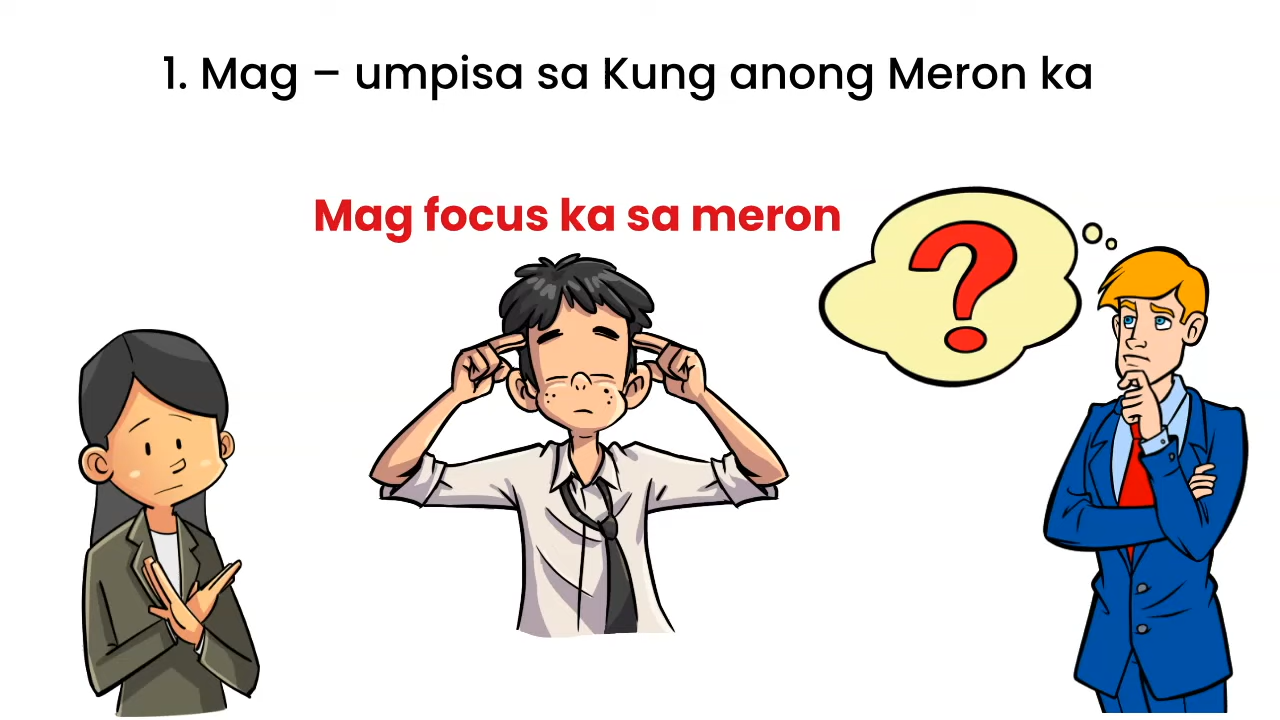 1. Mag – umpisa sa Kung anong Meron ka
Mag focus ka sa meron
?